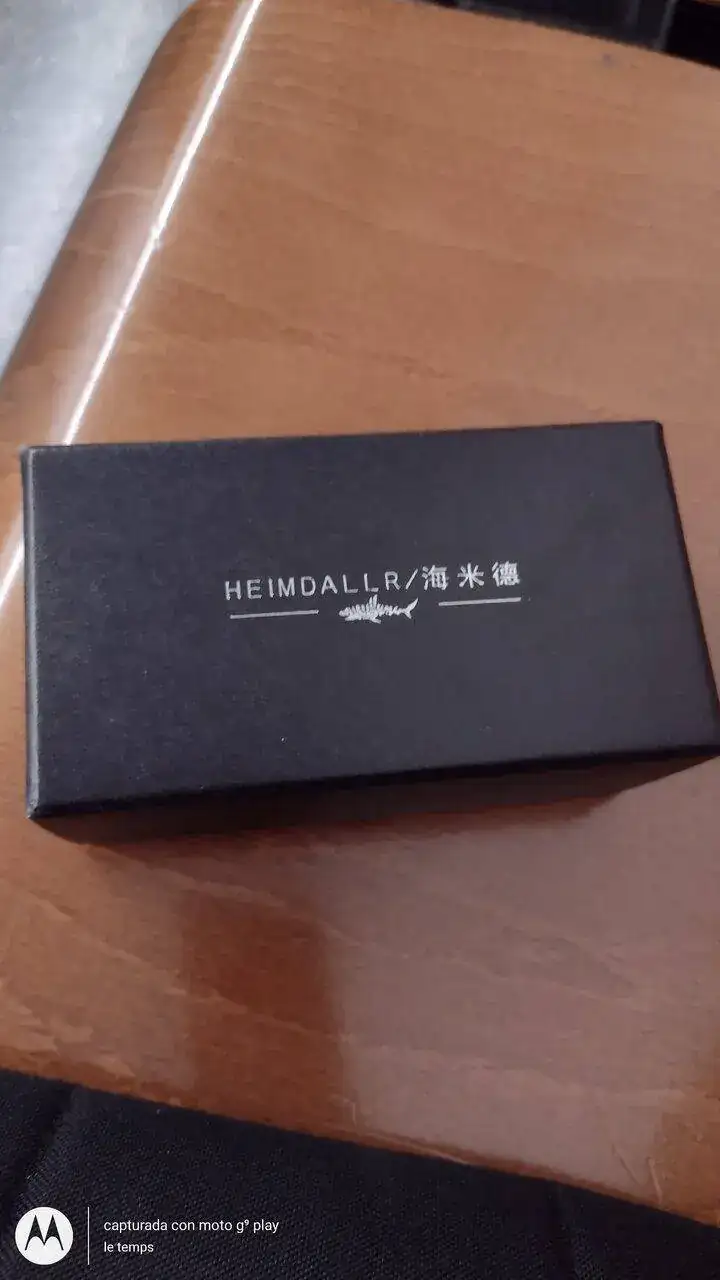 HEIMDALLR/海米德
capturada con moto g⁹ play
le temps